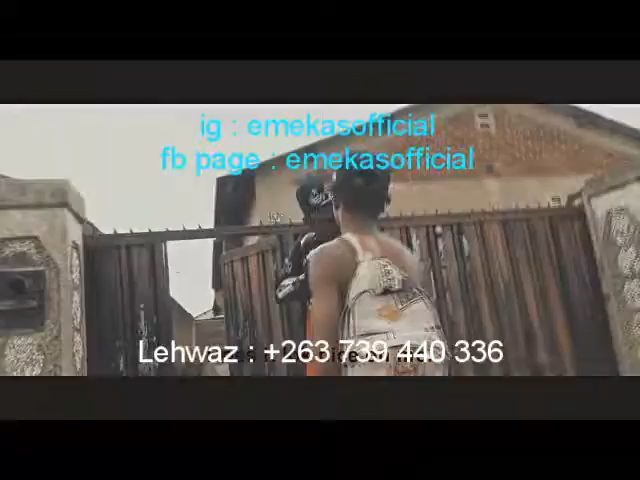 ig : emekasofficial
fb page : emekasofficial
Lehwaz : +263 739 440 336